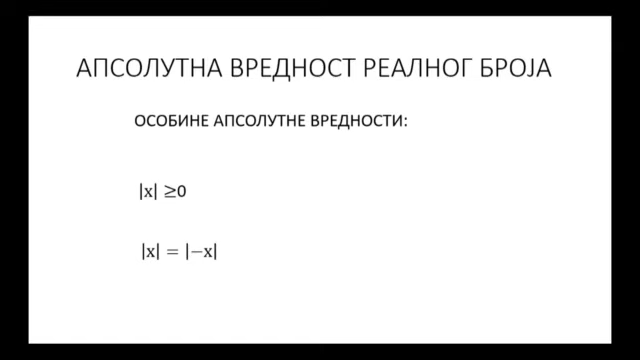 АПСОЛУТНА ВРЕДНОСТ РЕАЛНОГ БРОЈА
ОСОБИНЕ АПСОЛУТНЕ ВРЕДНОСТИ:
|x| ≥0
|x| = |−x|